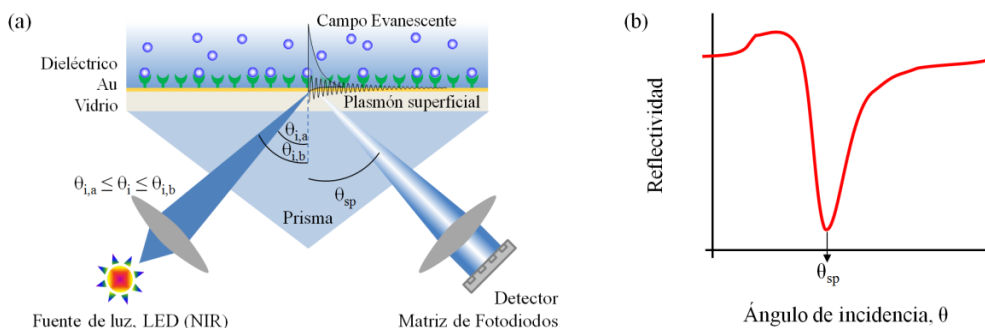 (a)
Campo Evanescente
Dieléctrico
Au
Vidrio
Plasmón superficial
θi,a
θi,b
θi,a ≤ θi ≤ θi,b
θsp
Prisma
Fuente de luz, LED (NIR)
Detector
Matriz de Fotodiodos
(b)
Reflectividad
θsp
Ángulo de incidencia, θ